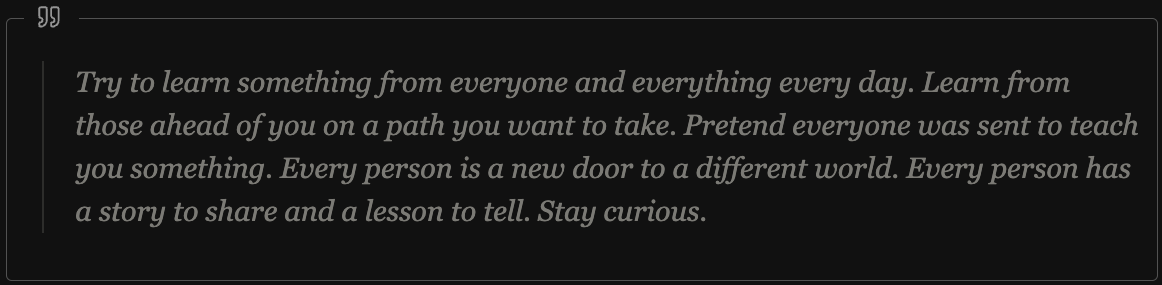 Try to learn something from everyone and everything every day. Learn from
those ahead of you on a path you want to take. Pretend everyone was sent to teach
you something. Every person is a new door to a different world. Every person has
a story to share and a lesson to tell. Stay curious.